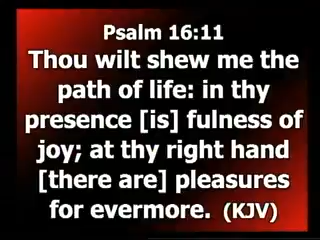 Psalm 16:11
Thou wilt shew me the
path of life: in thy
presence [is] fulness of
joy; at thy right hand
[there are] pleasures
for evermore. (KJV)